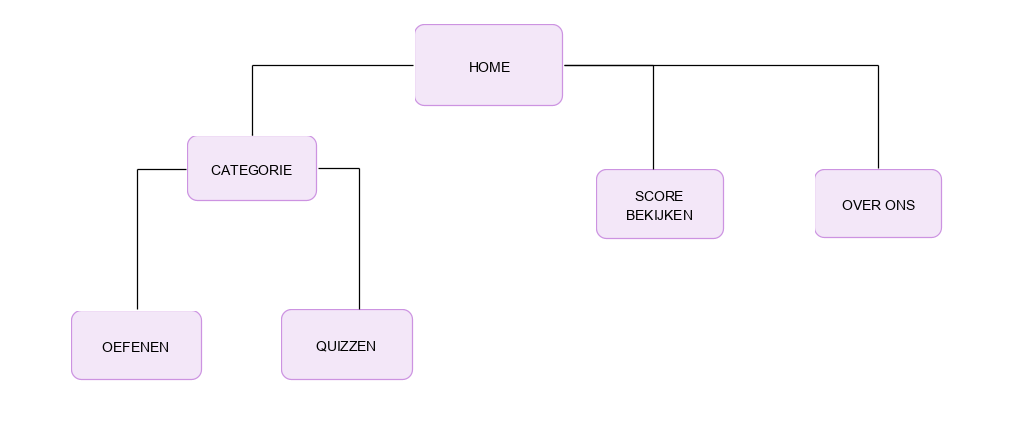 HOME
CATEGORIE
SCORE
BEKIJKEN
OVER ONS
OEFENEN
QUIZZEN